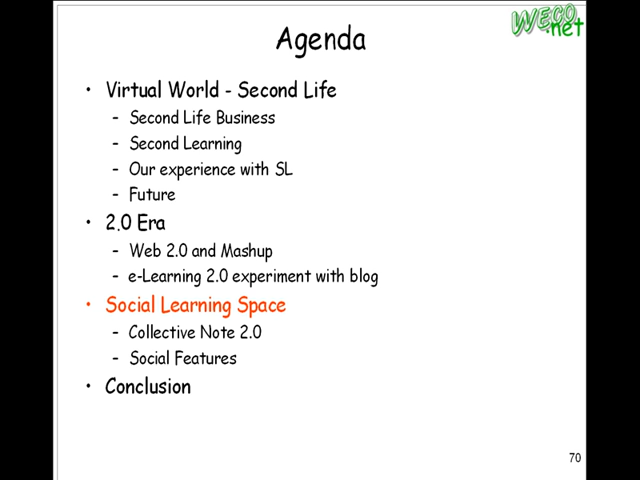 WECO.net
Agenda
• Virtual World - Second Life
– Second Life Business
– Second Learning
– Our experience with SL
– Future
• 2.0 Era
– Web 2.0 and Mashup
– e-Learning 2.0 experiment with blog
• Social Learning Space
– Collective Note 2.0
– Social Features
• Conclusion
70